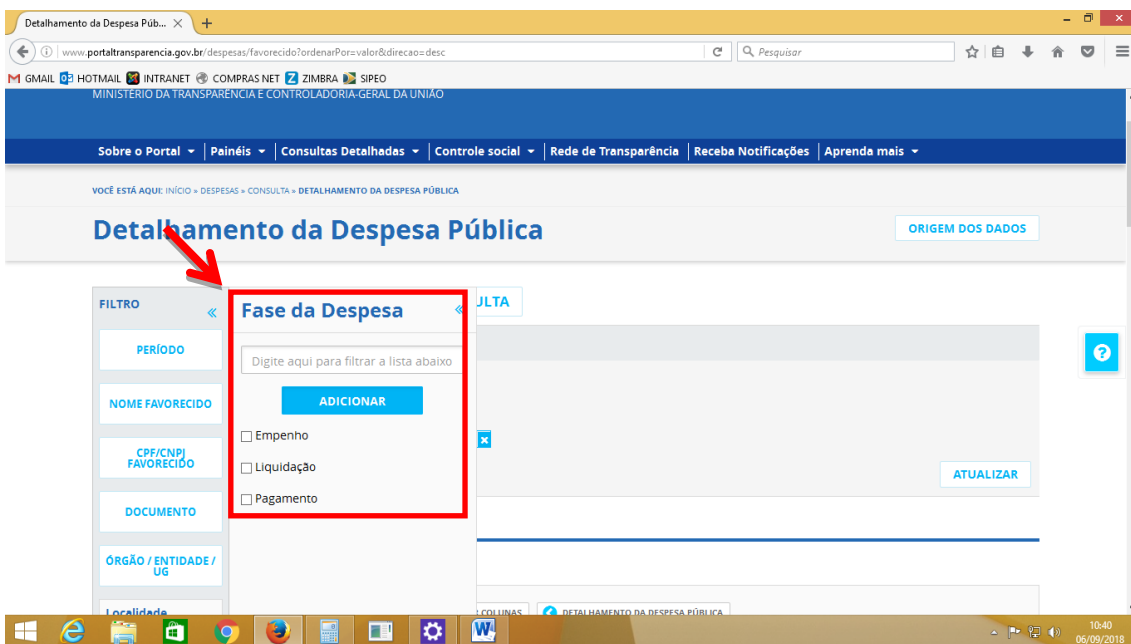 Detalhamento da Despesa Púb...
www.portaltransparencia.gov.br/despesas/favorecido?ordenarPor=valor&direcao=desc
Pesquisar
GMAIL HOTMAIL INTRANET COMPRAS NET ZIMBRA SIPEO
MINISTÉRIO DA TRANSPARÊNCIA E CONTROLADORIA-GERAL DA UNIÃO
Sobre o Portal Painéis Consultas Detalhadas Controle social Rede de Transparência Receba Notificações Aprenda mais
VOCÊ ESTÁ AQUI: INÍCIO » DESPESAS » CONSULTA » DETALHAMENTO DA DESPESA PÚBLICA
Detalhamento da Despesa Pública
ORIGEM DOS DADOS
FILTRO
PERÍODO
NOME FAVORECIDO
CPF/CNPJ
FAVORECIDO
DOCUMENTO
ÓRGÃO / ENTIDADE /
UG
Localidade
Fase da Despesa
Digite aqui para filtrar a lista abaixo
ADICIONAR
Empenho
Liquidação
Pagamento
ULTA
ATUALIZAR
COLUNAS
DETALHAMENTO DA DESPESA PÚBLICA
10:40
06/09/2018